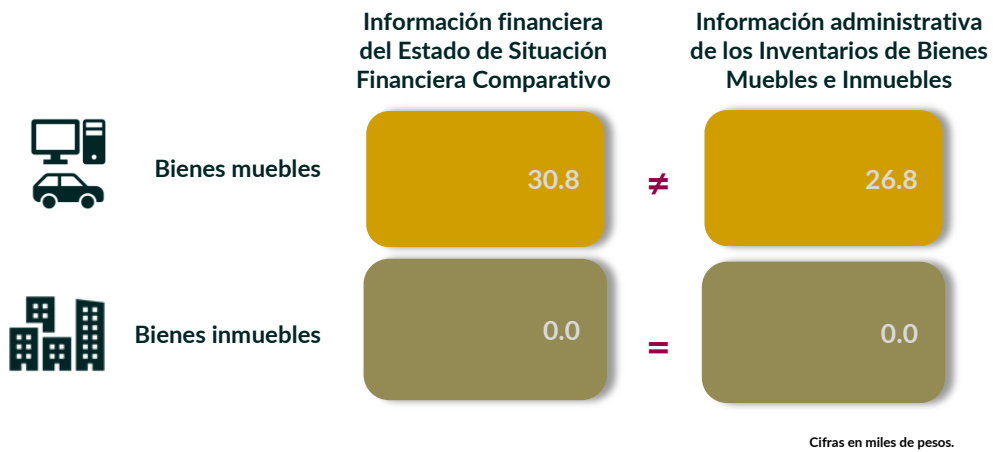 Información financiera
del Estado de Situación
Financiera Comparativo
Información administrativa
de los Inventarios de Bienes
Muebles e Inmuebles
Bienes muebles
30.8
≠
26.8
Bienes inmuebles
0.0
=
0.0
Cifras en miles de pesos.